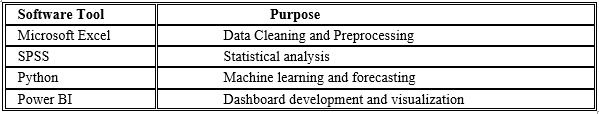 Software Tool Purpose
Microsoft Excel Data Cleaning and Preprocessing
SPSS Statistical analysis
Python Machine learning and forecasting
Power BI Dashboard development and visualization